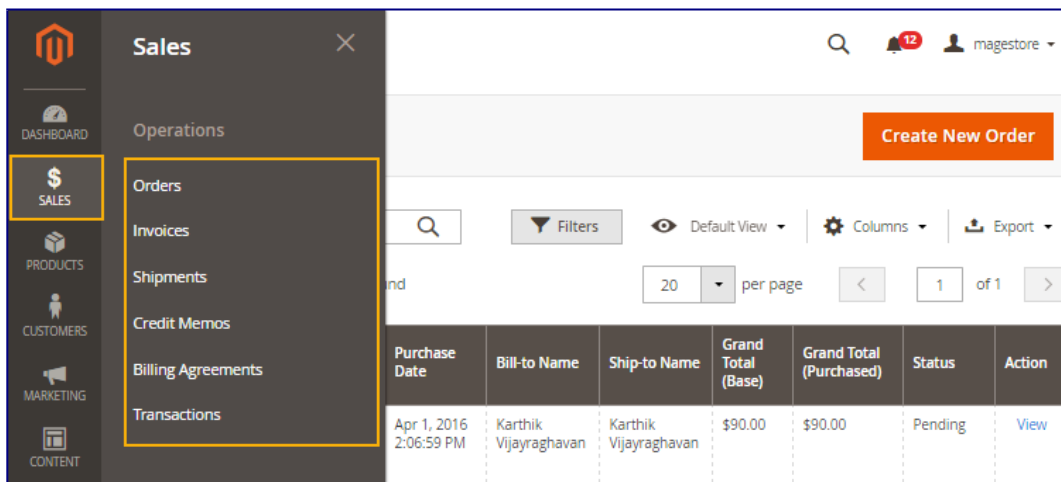 Sales
12
magestore
DASHBOARD
Operations
Create New Order
$
SALES
Orders
Invoices
Filters
Default View
Columns
Export
PRODUCTS
Shipments
nd
20
per page
1
of 1
CUSTOMERS
Credit Memos
Billing Agreements
MARKETING
Transactions
CONTENT
Purchase
Date
Bill-to Name
Ship-to Name
Grand
Total
(Base)
Grand Total
(Purchased)
Status
Action
Apr 1, 2016
2:06:59 PM
Karthik
Vijayraghavan
Karthik
Vijayraghavan
$90.00
$90.00
Pending
View